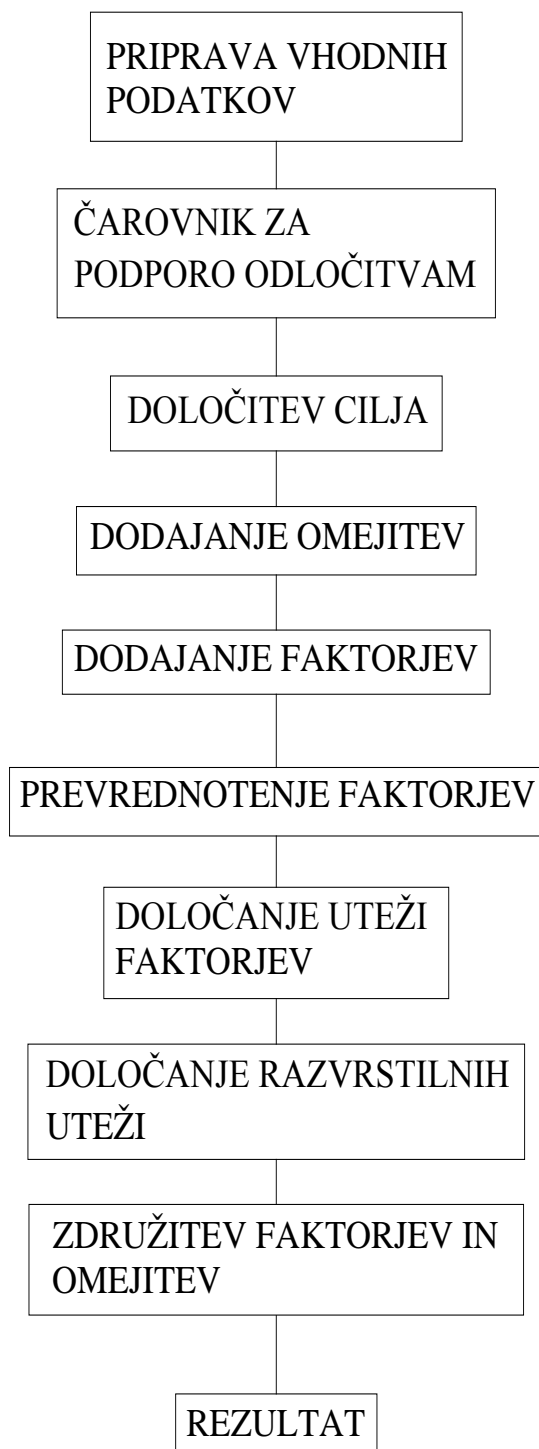 PRIPRAVA VHODNIH
PODATKOV
ČAROVNIK ZA
PODPORO ODLOČITVAM
DOLOČITEV CILJA
DODAJANJE OMEJITEV
DODAJANJE FAKTORJEV
PREVREDNOTENJE FAKTORJEV
DOLOČANJE UTEŽI
FAKTORJEV
DOLOČANJE RAZVRSTILNIH
UTEŽI
ZDRUŽITEV FAKTORJEV IN
OMEJITEV
REZULTAT